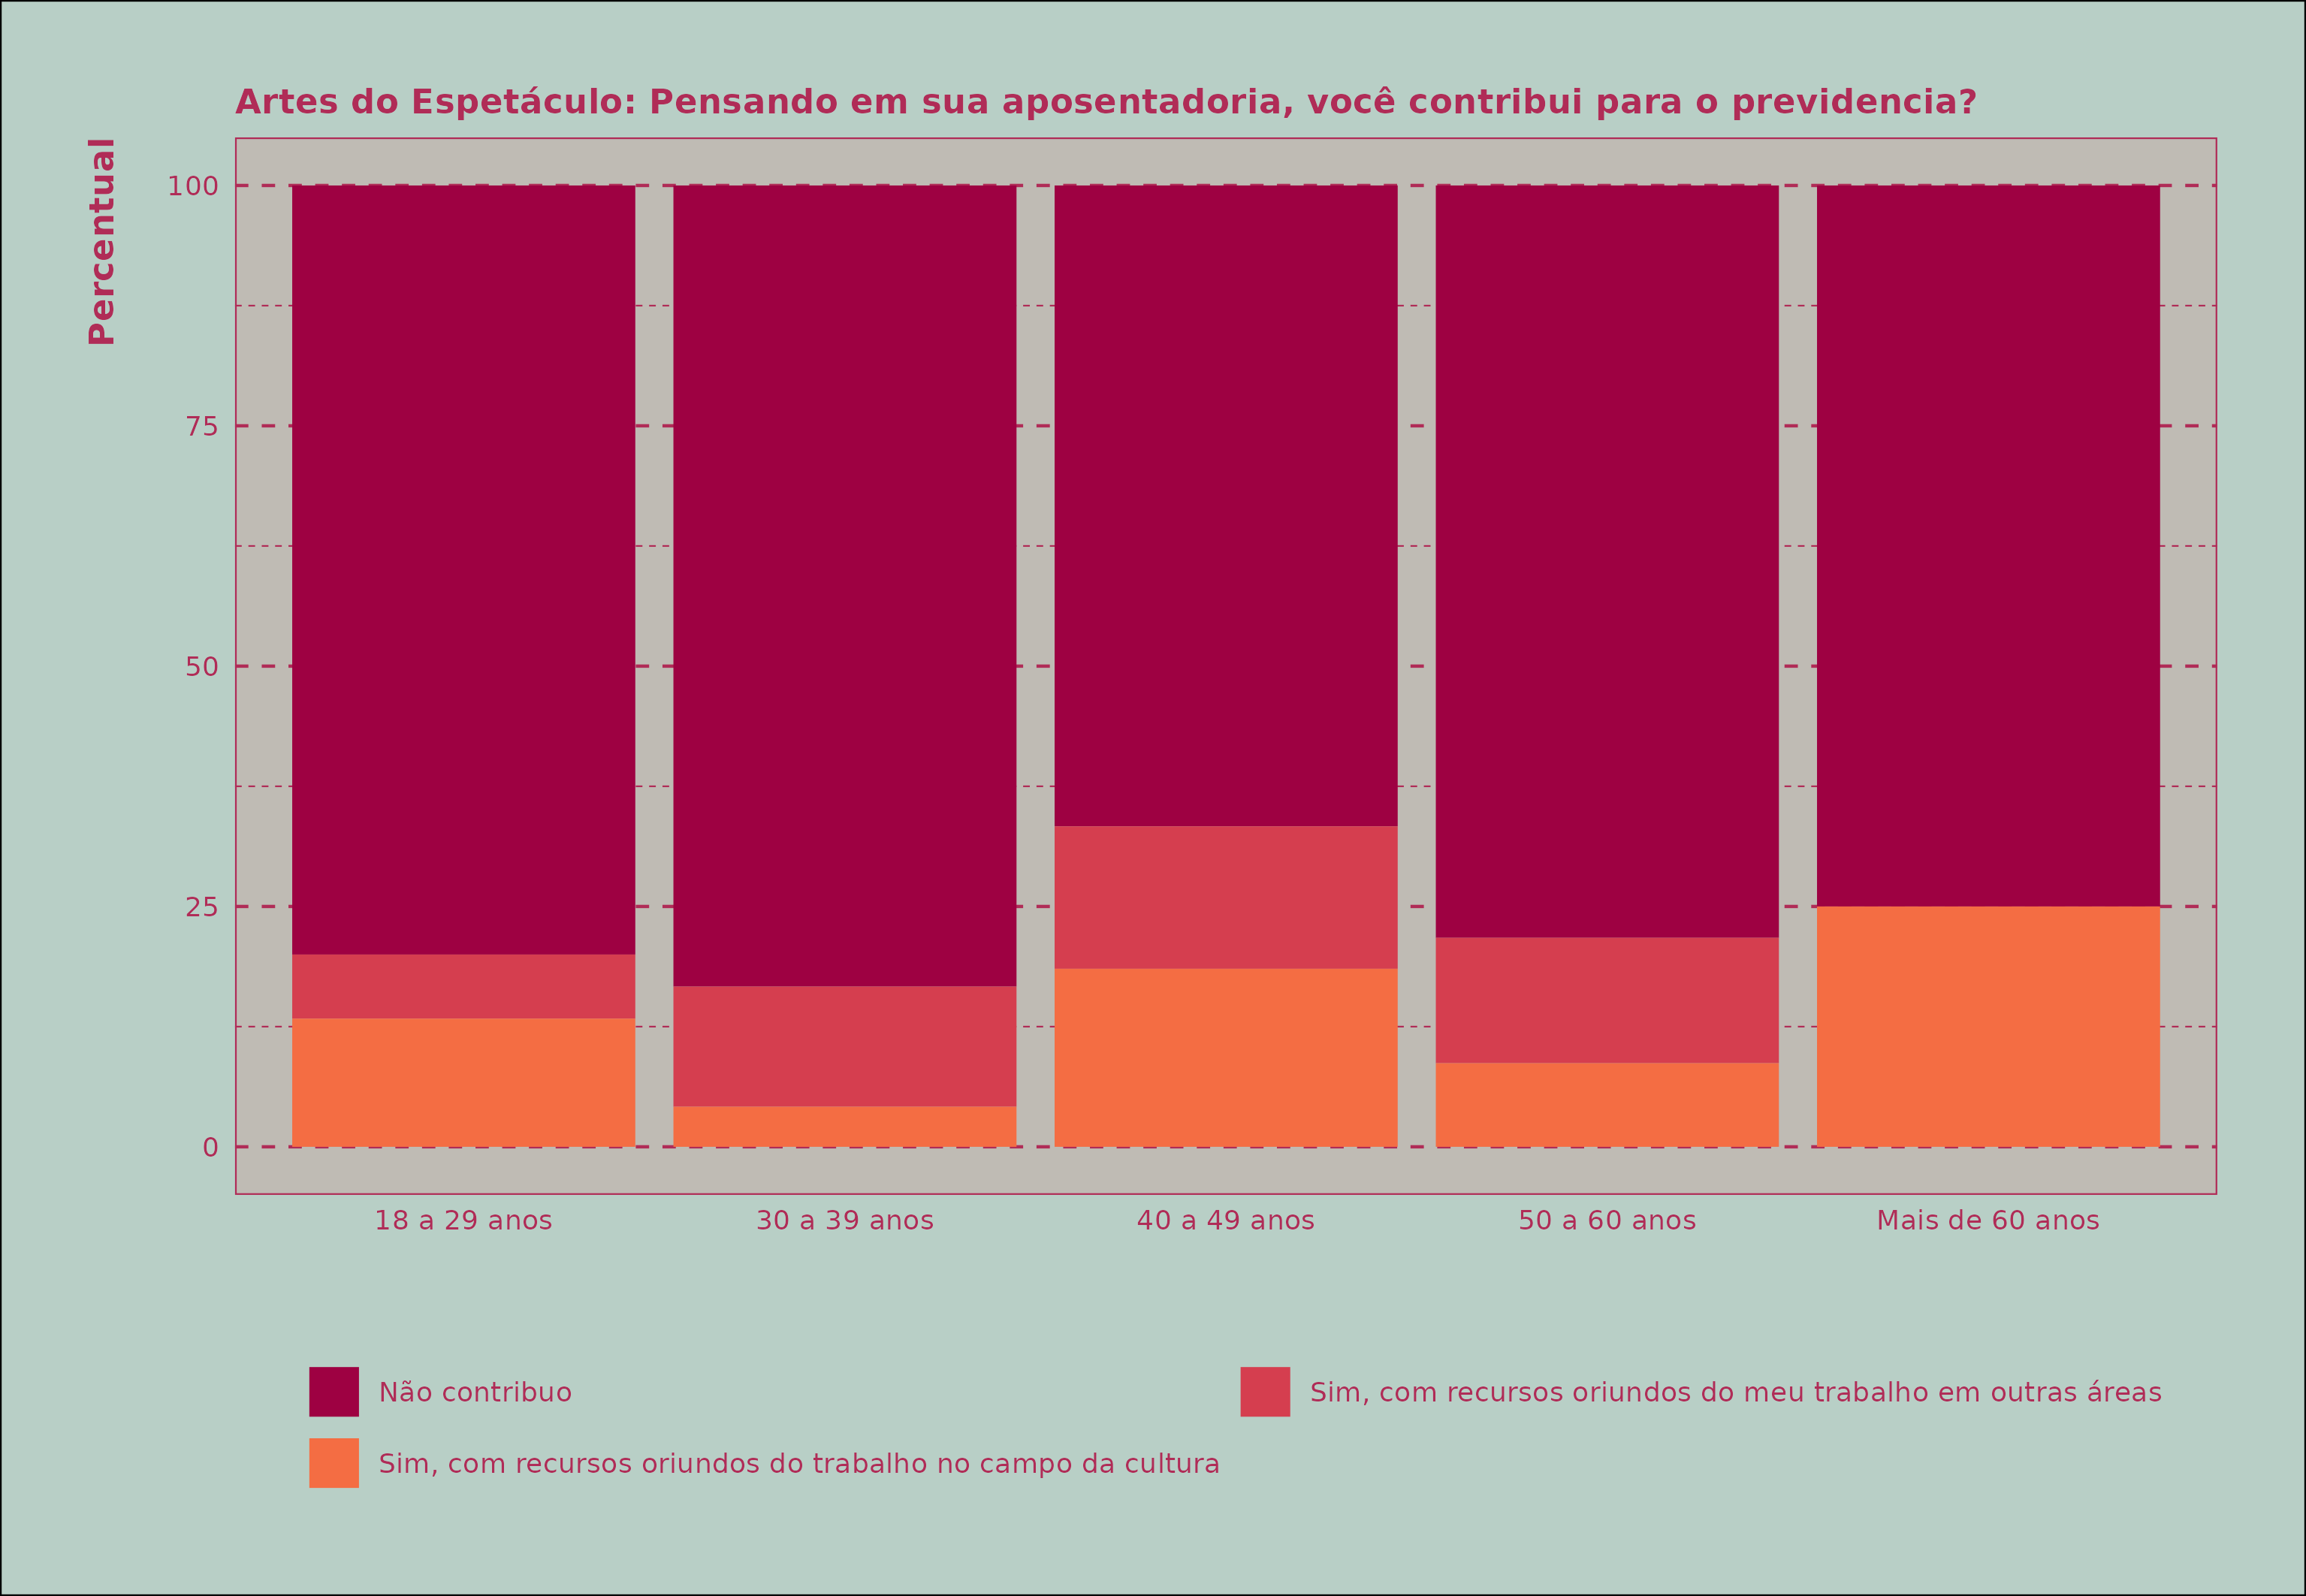 Artes do Espetáculo: Pensando em sua aposentadoria, você contribui para o previdencia?
Percentual
100
75
50
25
0
18 a 29 anos
30 a 39 anos
40 a 49 anos
50 a 60 anos
Mais de 60 anos
Não contribuo
Sim, com recursos oriundos do meu trabalho em outras áreas
Sim, com recursos oriundos do trabalho no campo da cultura